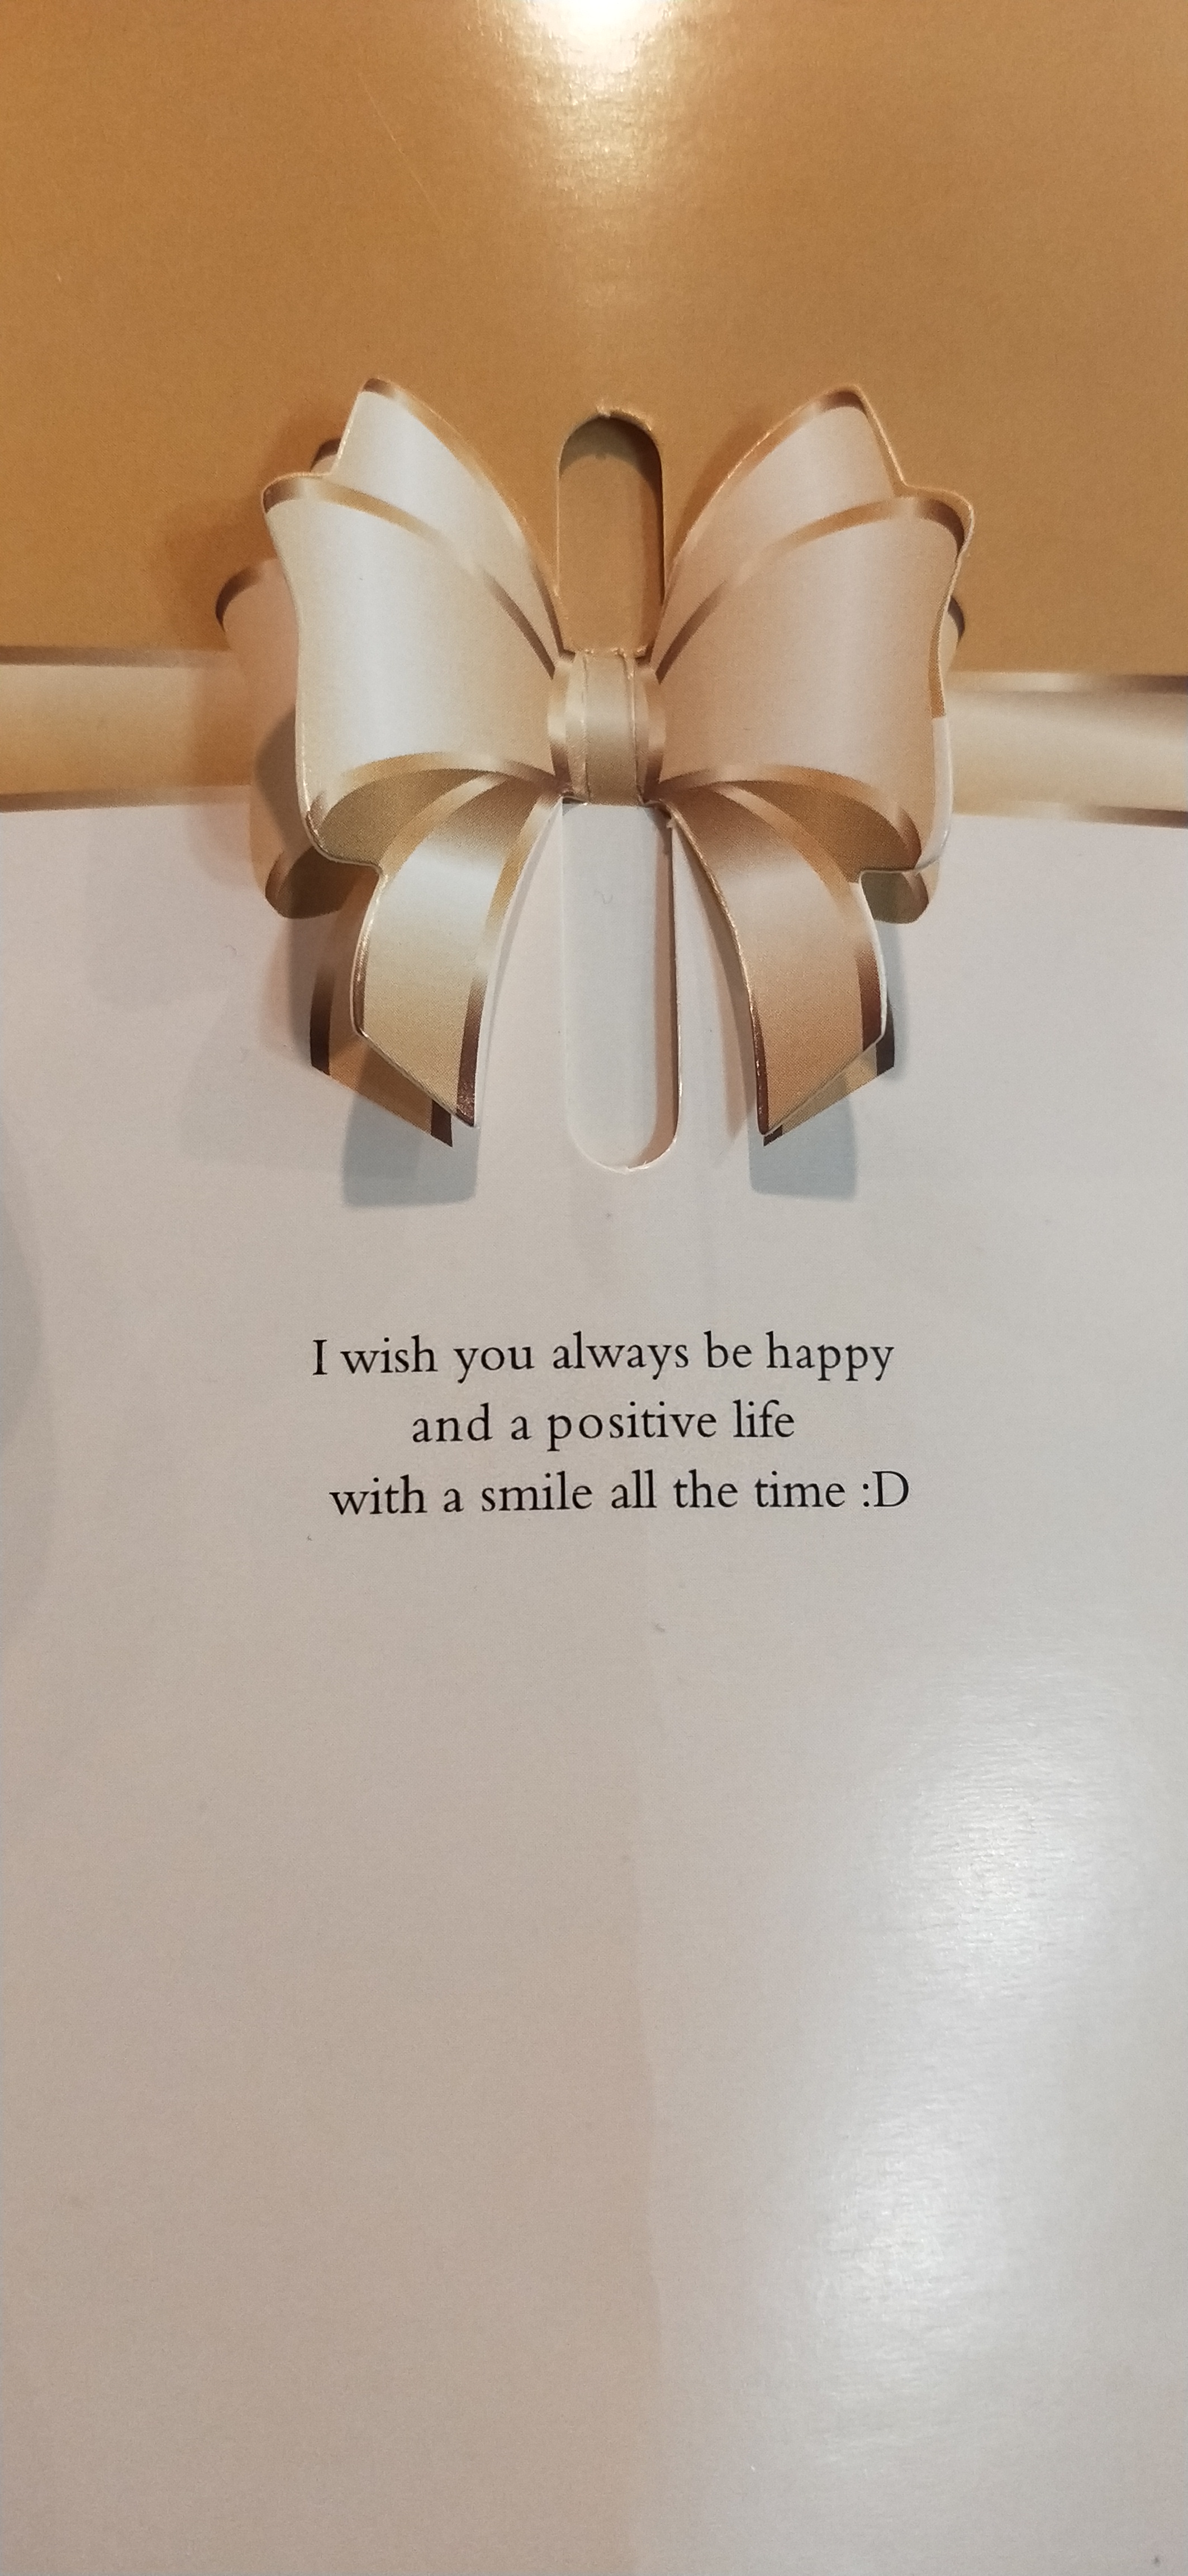 I wish you always be happy
and a positive life
with a smile all the time :D